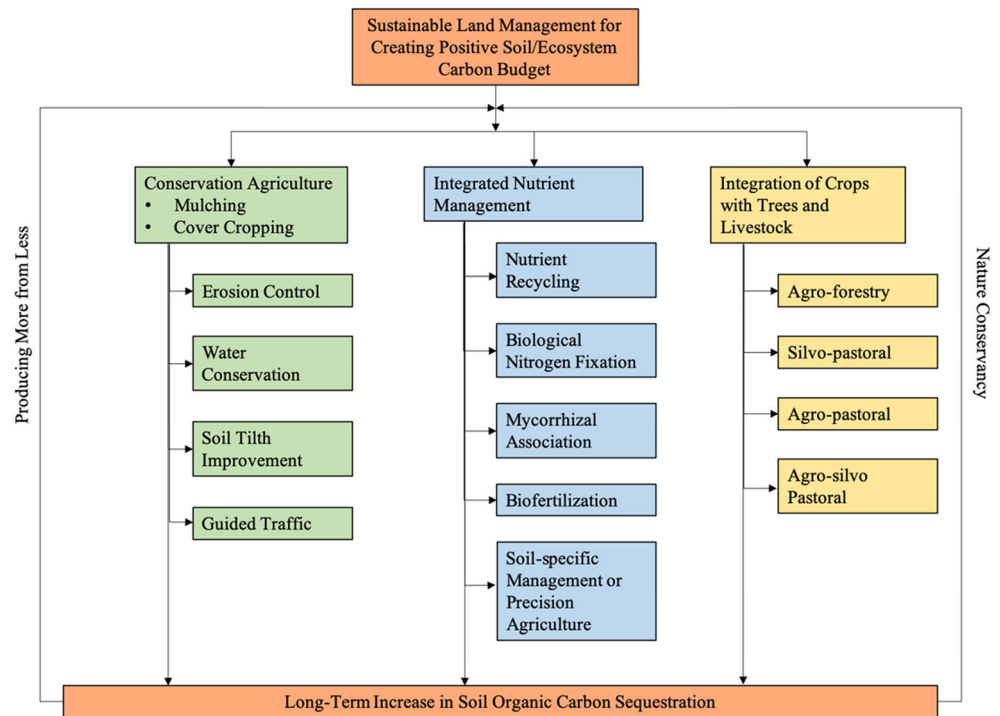 Sustainable Land Management for
Creating Positive Soil/Ecosystem
Carbon Budget
Producing More from Less
Conservation Agriculture
• Mulching
• Cover Cropping
Erosion Control
Water
Conservation
Soil Tilth
Improvement
Guided Traffic
Integrated Nutrient
Management
Nutrient
Recycling
Biological
Nitrogen Fixation
Mycorrhizal
Association
Biofertilization
Soil-specific
Management or
Precision
Agriculture
Integration of Crops
with Trees and
Livestock
Agro-forestry
Silvo-pastoral
Agro-pastoral
Agro-silvo
Pastoral
Nature Conservancy
Long-Term Increase in Soil Organic Carbon Sequestration